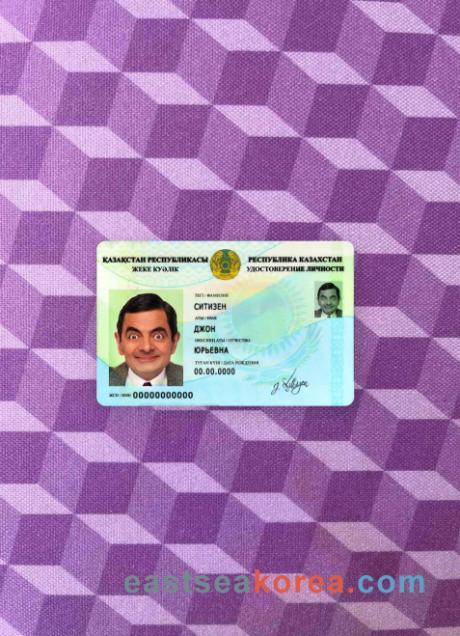 ҚАЗАҚСТАН РЕСПУБЛИКАСЫ
ЖЕКЕ КУӘЛІК
РЕСПУБЛИКА КАЗАХСТАН
УДОСТОВЕРЕНИЕ ЛИЧНОСТИ
ТЕГІ / ФАМИЛИЯ
СИТИЗЕН
АТЫ / ИМЯ
ДЖОН
ӘКЕСІНІҢ АТЫ / ОТЧЕСТВО
ЮРЬЕВНА
ТУҒАН КҮНІ / ДАТА РОЖДЕНИЯ
00.00.0000
ЖСН / ИИН 00000000000
eastseakorea.com